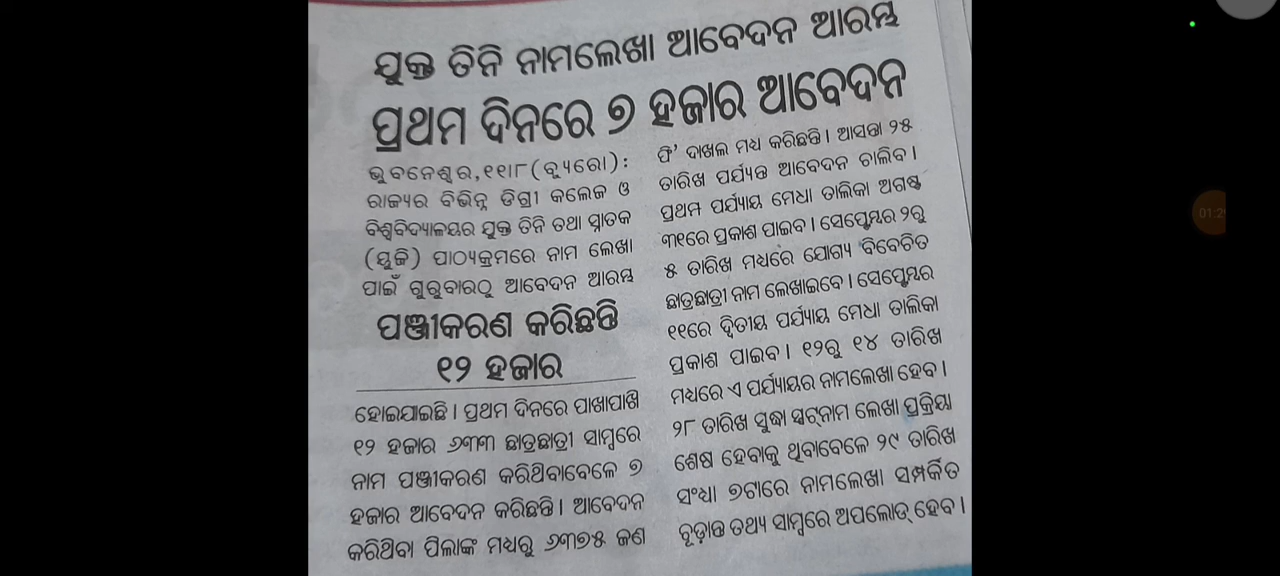 ଯୁକ୍ତ ତିନି ନାମଲେଖା ଆବେଦନ ଆରମ୍ଭ
ପ୍ରଥମ ଦିନରେ ୭ ହଜାର ଆବେଦନ
ଭୁବନେଶ୍ୱର,୧୧।୮(ବ୍ୟୁରୋ):
ରାଜ୍ୟର ବିଭିନ୍ନ ଡିଗ୍ରୀ କଲେଜ ଓ
ବିଶ୍ୱବିଦ୍ୟାଳୟର ଯୁକ୍ତ ତିନି ତଥା ସ୍ନାତକ
(ୟୁଜି) ପାଠ୍ୟକ୍ରମରେ ନାମ ଲେଖା
ପାଇଁ ଗୁରୁବାରଠୁ ଆବେଦନ ଆରମ୍ଭ
ପଞ୍ଜୀକରଣ କରିଛନ୍ତି
୧୨ ହଜାର
ହୋଇଯାଇଛି । ପ୍ରଥମ ଦିନରେ ପାଖାପାଖି
୧୨ ହଜାର ୬୩୩ ଛାତ୍ରଛାତ୍ରୀ ସାମ୍ସରେ
ନାମ ପଞ୍ଜୀକରଣ କରିଥିବାବେଳେ ୭
ହଜାର ଆବେଦନ କରିଛନ୍ତି । ଆବେଦନ
କରିଥିବା ପିଲାଙ୍କ ମଧ୍ୟରୁ ୬୩୭୫ ଜଣ
ଫି' ଦାଖଲ ମଧ୍ୟ କରିଛନ୍ତି । ଆସନ୍ତା ୨୫
ତାରିଖ ପର୍ଯ୍ୟନ୍ତ ଆବେଦନ ଚାଲିବ ।
ପ୍ରଥମ ପର୍ଯ୍ୟାୟ ମେଧା ତାଲିକା ଅଗଷ୍ଟ
୩୧ରେ ପ୍ରକାଶ ପାଇବ । ସେପ୍ଟେମ୍ବର ୨ରୁ
୫ ତାରିଖ ମଧ୍ୟରେ ଯୋଗ୍ୟ ବିବେଚିତ
ଛାତ୍ରଛାତ୍ରୀ ନାମ ଲେଖାଇବେ । ସେପ୍ଟେମ୍ବର
୧୧ରେ ଦ୍ୱିତୀୟ ପର୍ଯ୍ୟାୟ ମେଧା ତାଲିକା
ପ୍ରକାଶ ପାଇବ । ୧୨ରୁ ୧୪ ତାରିଖ
ମଧ୍ୟରେ ଏ ପର୍ଯ୍ୟାୟର ନାମଲେଖା ହେବ ।
୨୮ ତାରିଖ ସୁଦ୍ଧା ସ୍ପଟ୍‌ନାମ ଲେଖା ପ୍ରକ୍ରିୟା
ଶେଷ ହେବାକୁ ଥିବାବେଳେ ୨୯ ତାରିଖ
ସଂଧ୍ୟା ୭ଟାରେ ନାମଲେଖା ସମ୍ପର୍କିତ
ଚୂଡ଼ାନ୍ତ ତଥ୍ୟ ସାମ୍ସରେ ଅପଲୋଡ୍ ହେବ ।